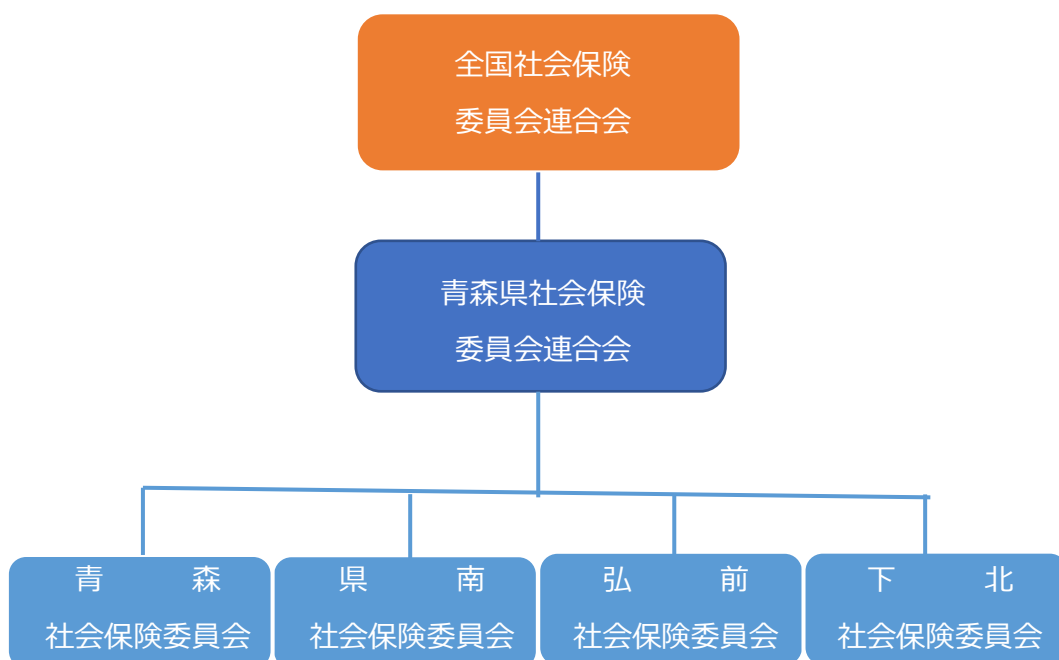 全国社会保険
委員会連合会
青森県社会保険
委員会連合会
青　　　森
社会保険委員会
県　　　南
社会保険委員会
弘　　　前
社会保険委員会
下　　　北
社会保険委員会